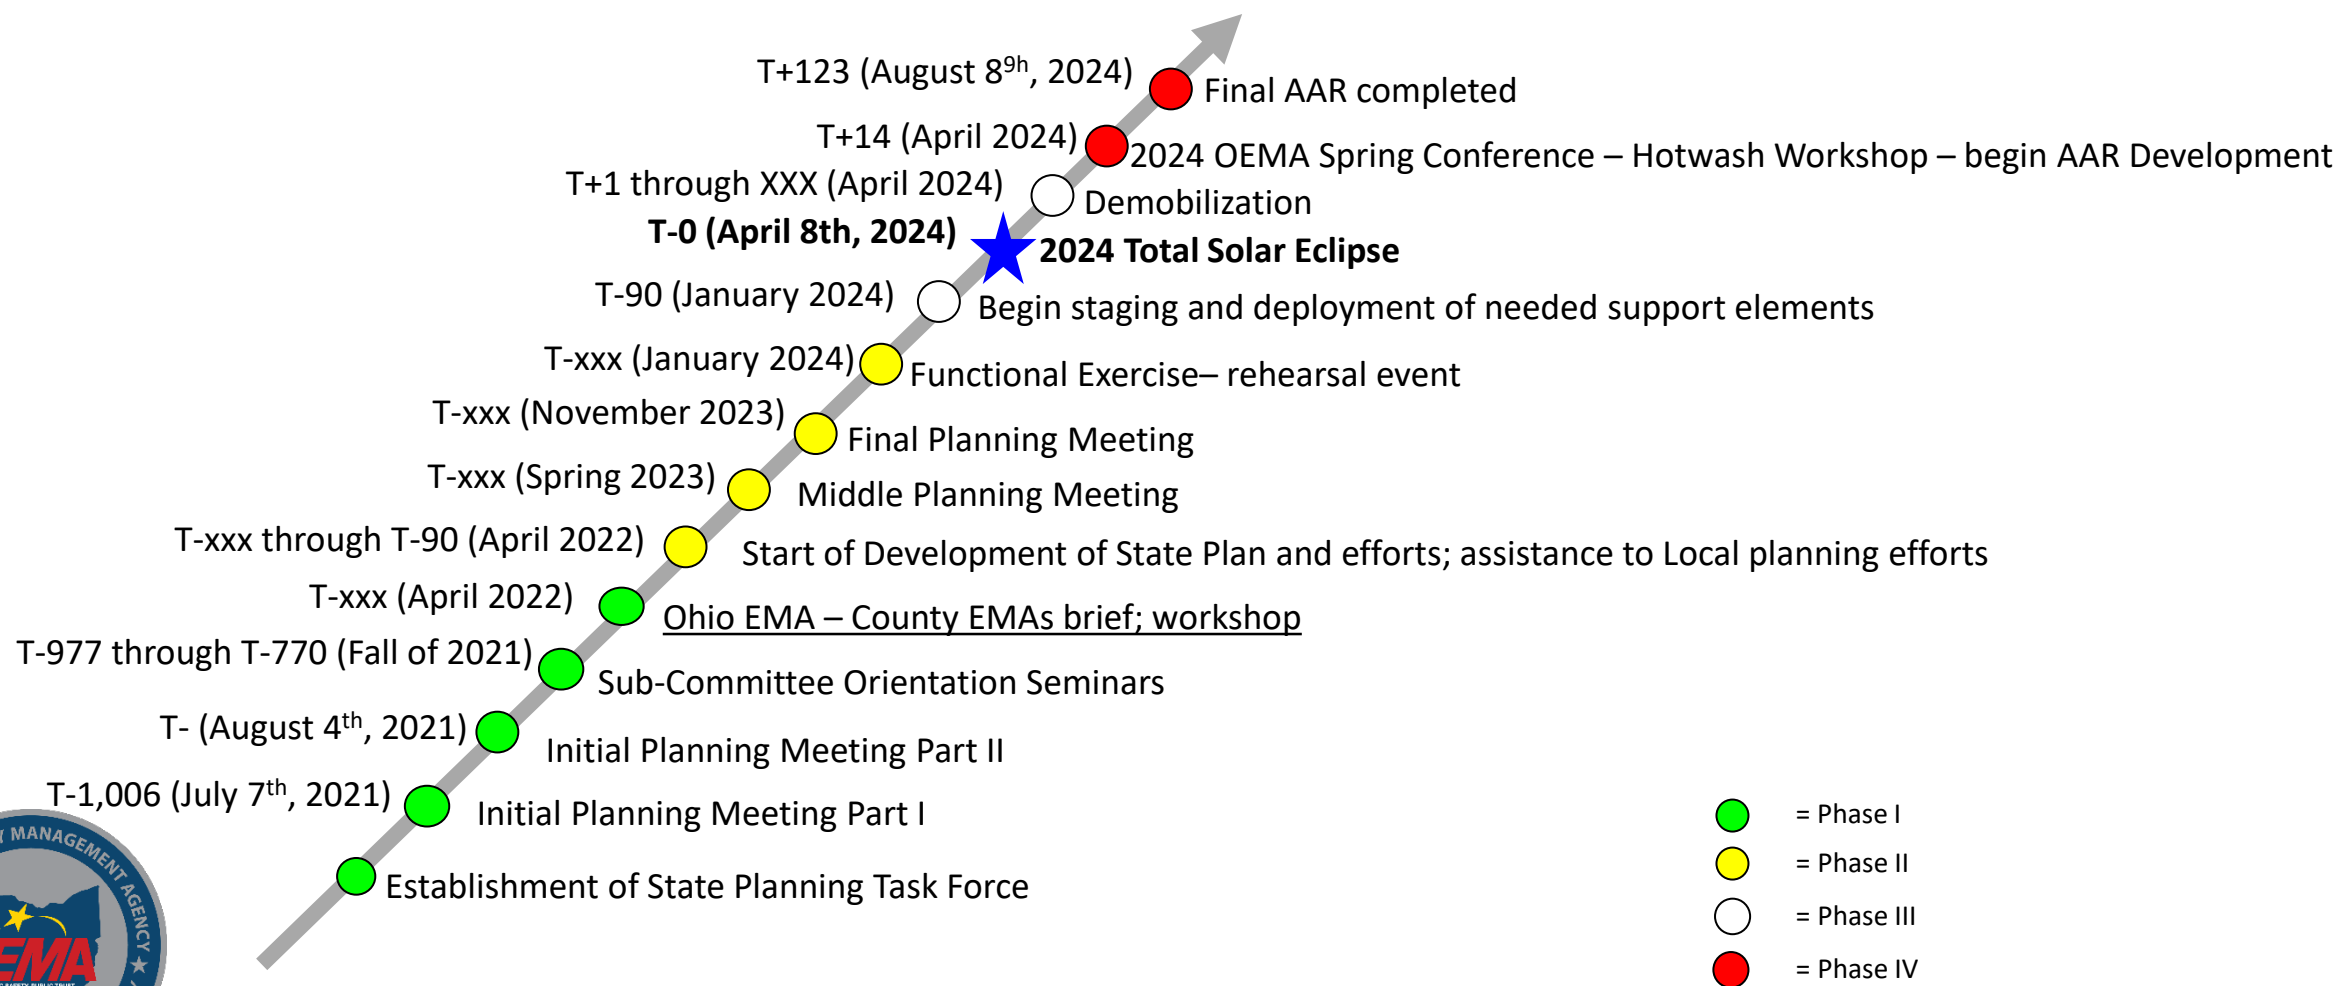 T+123 (August 89h, 2024)
Final AAR completed
T+14 (April 2024)
2024 OEMA Spring Conference – Hotwash Workshop – begin AAR Development
T+1 through XXX (April 2024)
Demobilization
T-0 (April 8th, 2024)
2024 Total Solar Eclipse
T-90 (January 2024)
Begin staging and deployment of needed support elements
T-xxx (January 2024)
Functional Exercise– rehearsal event
T-xxx (November 2023)
Final Planning Meeting
T-xxx (Spring 2023)
Middle Planning Meeting
T-xxx through T-90 (April 2022)
Start of Development of State Plan and efforts; assistance to Local planning efforts
T-xxx (April 2022)
Ohio EMA – County EMAs brief; workshop
T-977 through T-770 (Fall of 2021)
Sub-Committee Orientation Seminars
T- (August 4th, 2021)
Initial Planning Meeting Part II
T-1,006 (July 7th, 2021)
Initial Planning Meeting Part I
Establishment of State Planning Task Force
MANAGEMENT AGENCY
EMA
= Phase I
= Phase II
= Phase III
= Phase IV